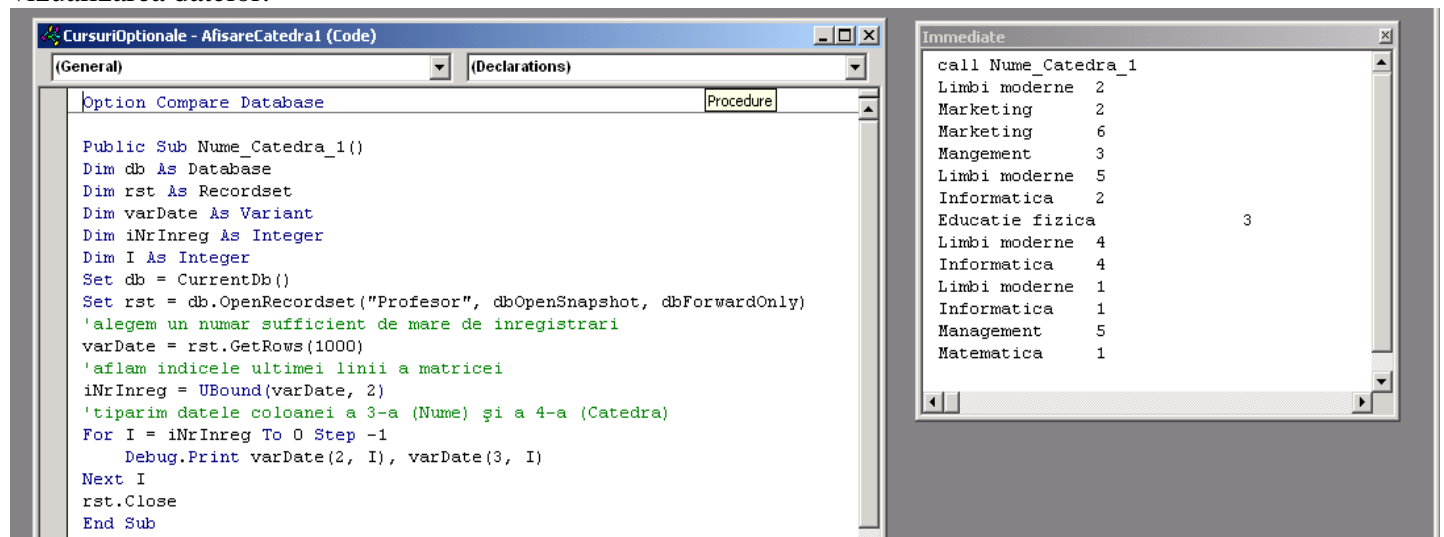 vizualizarea datelor.
CursuriOptionale - AfisareCatedra1 (Code)
(General)
(Declarations)
Option Compare Database
Procedure
Public Sub Nume_Catedra_1()
Dim db As Database
Dim rst As Recordset
Dim varDate As Variant
Dim iNrInreg As Integer
Dim I As Integer
Set db = CurrentDb()
Set rst = db.OpenRecordset("Profesor", dbOpenSnapshot, dbForwardOnly)
'alegem un numar sufficient de mare de inregistrari
varDate = rst.GetRows(1000)
'aflam indicele ultimei linii a matricei
iNrInreg = UBound(varDate, 2)
'tiparim datele coloanei a 3-a (Nume) şi a 4-a (Catedra)
For I = iNrInreg To 0 Step -1
Debug.Print varDate(2, I), varDate(3, I)
Next I
rst.Close
End Sub
Immediate
call Nume_Catedra_1
Limbi moderne 2
Marketing 2
Marketing 6
Mangement 3
Limbi moderne 5
Informatica 2
Educatie fizica 3
Limbi moderne 4
Informatica 4
Limbi moderne 1
Informatica 1
Management 5
Matematica 1